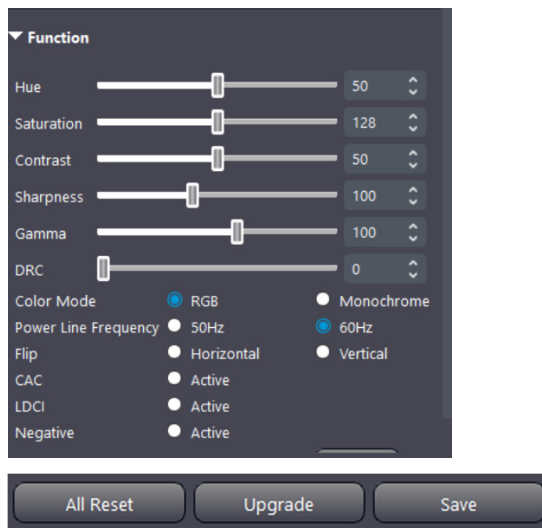 Function
Hue 50
Saturation 128
Contrast 50
Sharpness 100
Gamma 100
DRC 0
Color Mode RGB Monochrome
Power Line Frequency 50Hz 60Hz
Flip Horizontal Vertical
CAC Active
LDCI Active
Negative Active
All Reset Upgrade Save